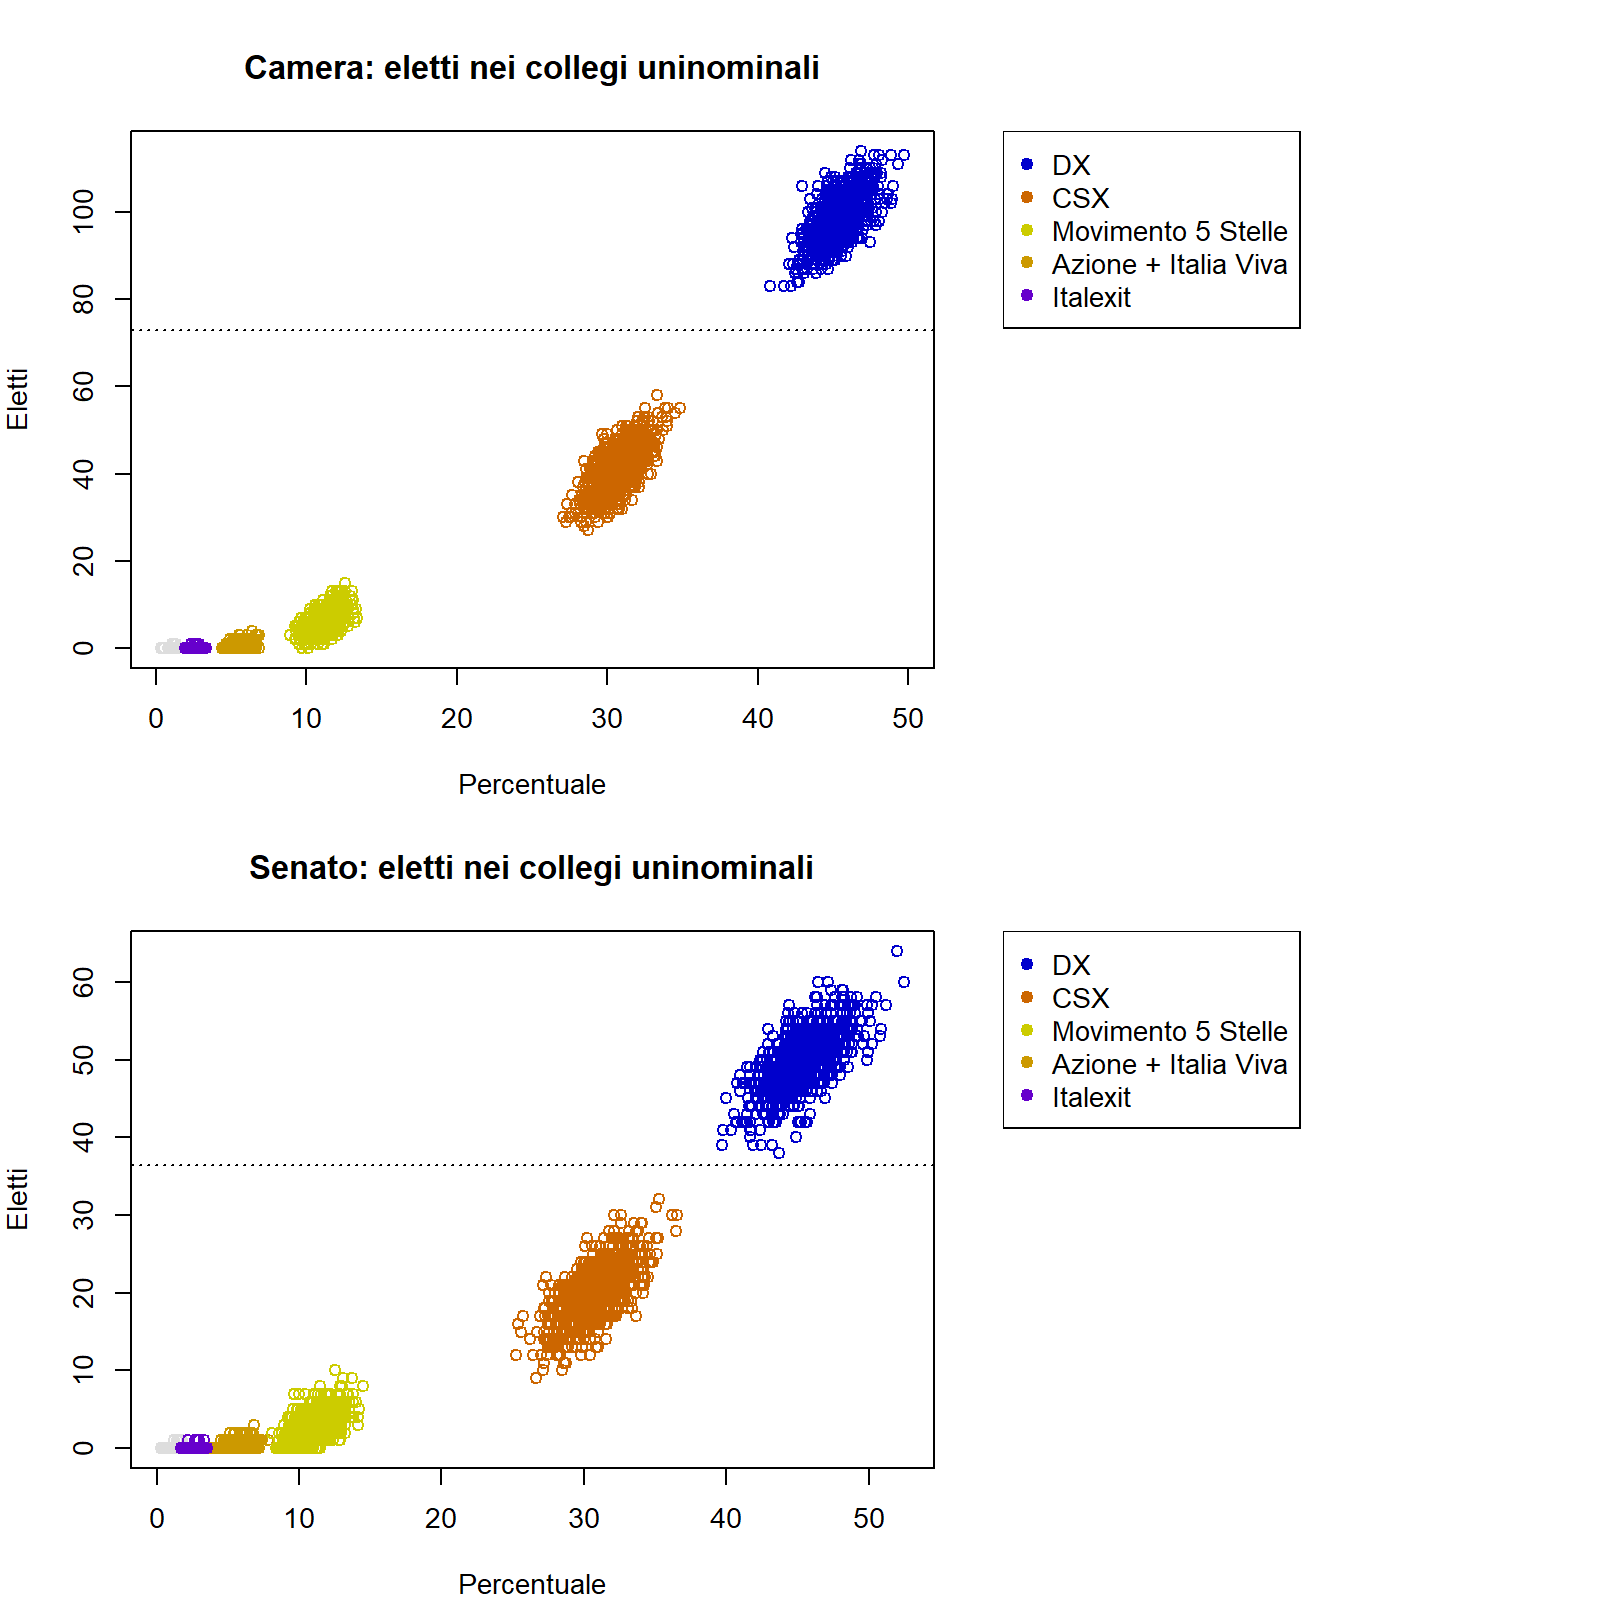 Camera: eletti nei collegi uninominali
Eletti
100
80
60
40
20
0
0 10 20 30 40 50
Percentuale
DX
CSX
Movimento 5 Stelle
Azione + Italia Viva
Italexit
Senato: eletti nei collegi uninominali
Eletti
60
50
40
30
20
10
0
0 10 20 30 40 50
Percentuale
DX
CSX
Movimento 5 Stelle
Azione + Italia Viva
Italexit